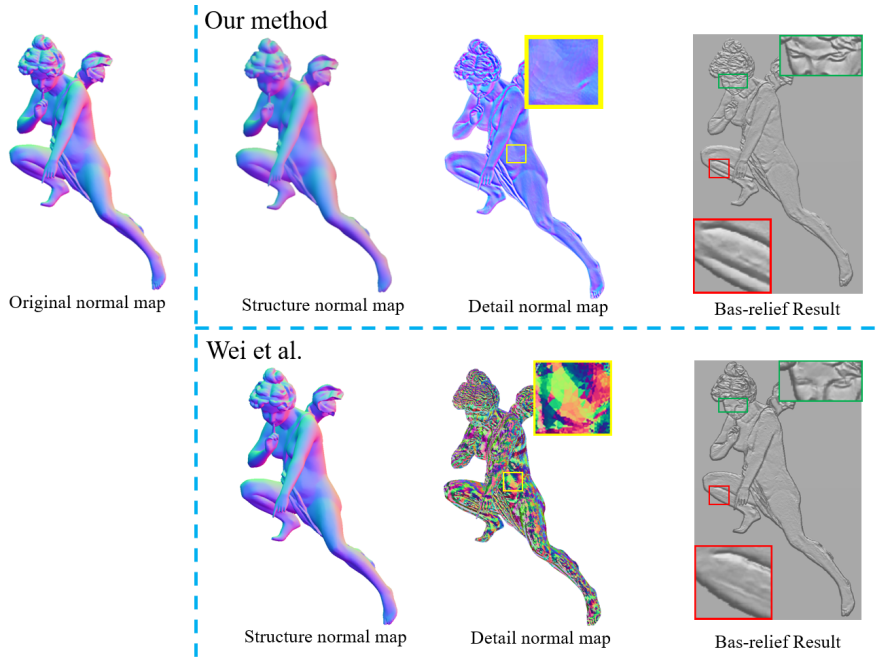 Our method
Original normal map
Structure normal map
Detail normal map
Bas-relief Result
Wei et al.
Structure normal map
Detail normal map
Bas-relief Result